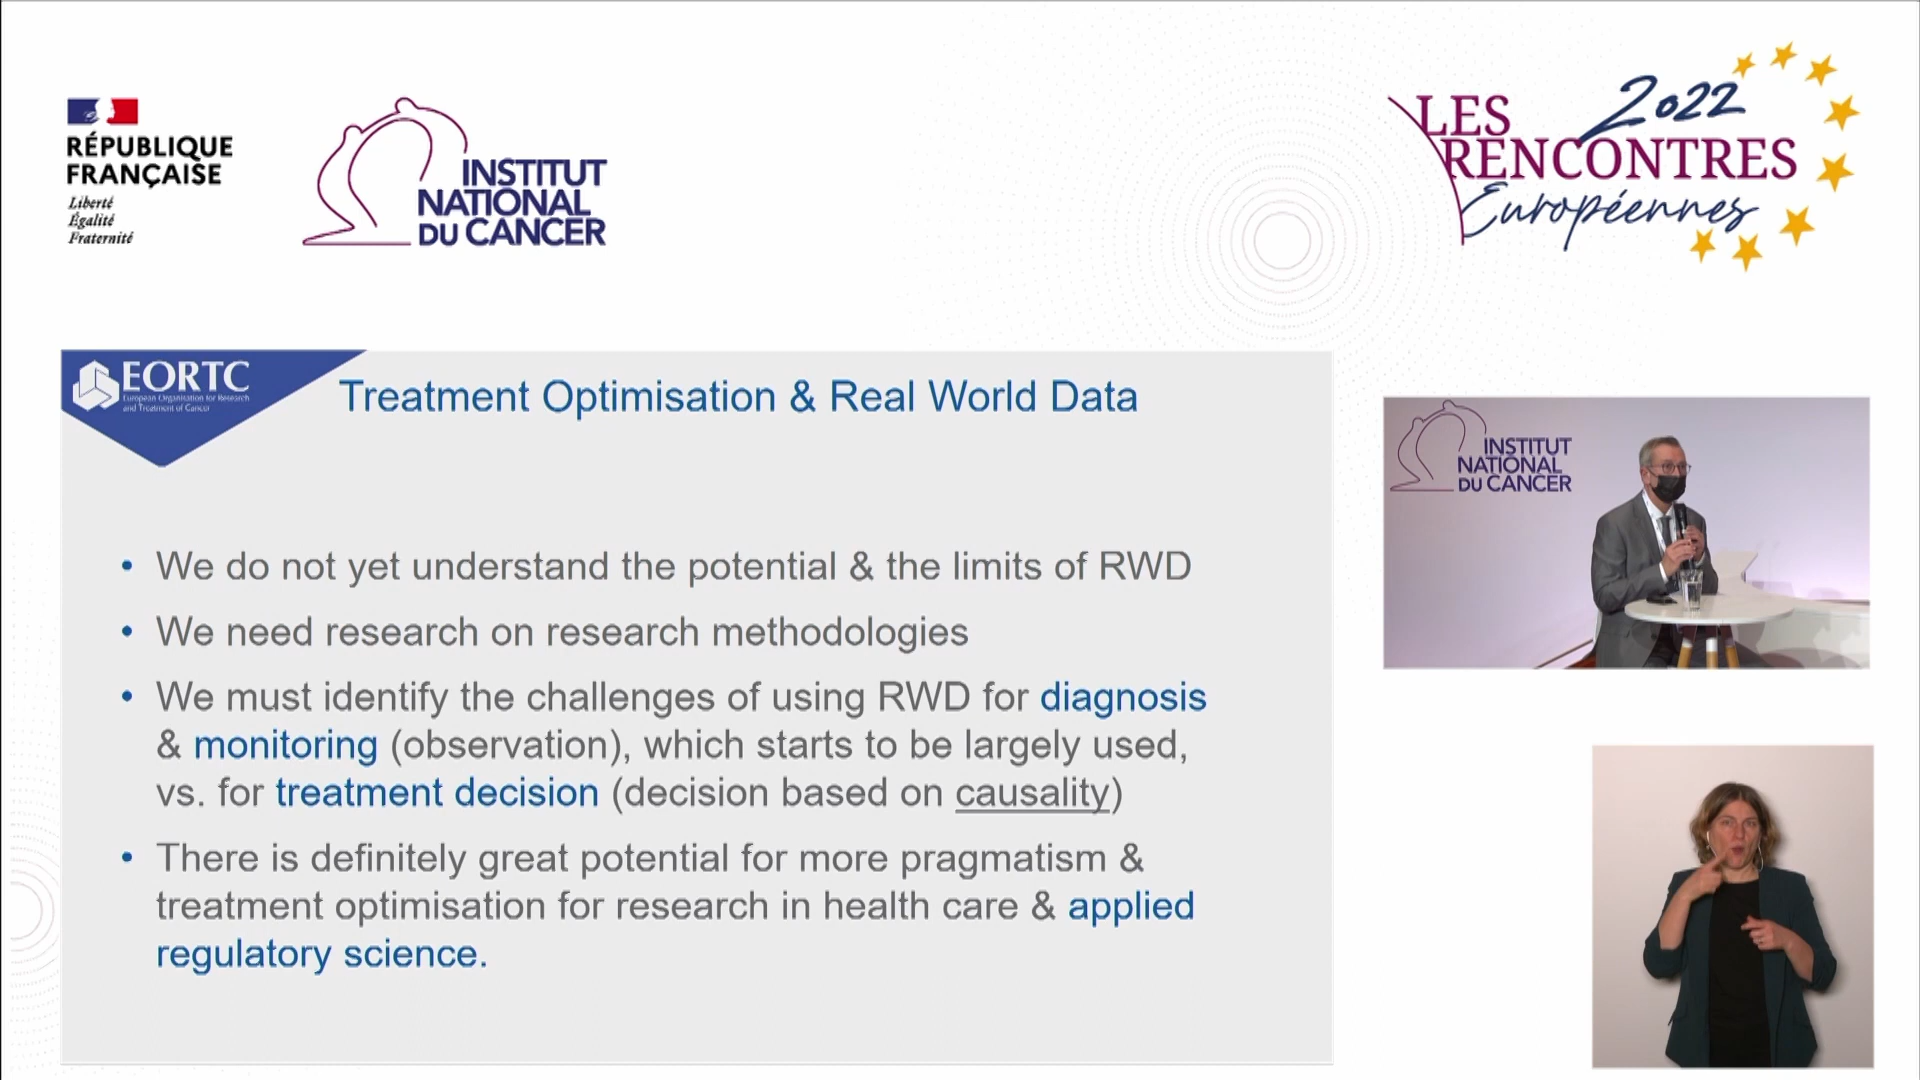 RÉPUBLIQUE
FRANÇAISE
Liberté
Égalité
Fraternité
INSTITUT
NATIONAL
DU CANCER
2022
LES
RENCONTRES
Européennes
EORTC
European Organisation for Research
and Treatment of Cancer
Treatment Optimisation & Real World Data
• We do not yet understand the potential & the limits of RWD
• We need research on research methodologies
• We must identify the challenges of using RWD for diagnosis
& monitoring (observation), which starts to be largely used,
vs. for treatment decision (decision based on causality)
• There is definitely great potential for more pragmatism &
treatment optimisation for research in health care & applied
regulatory science.
INSTITUT
NATIONAL
DU CANCER